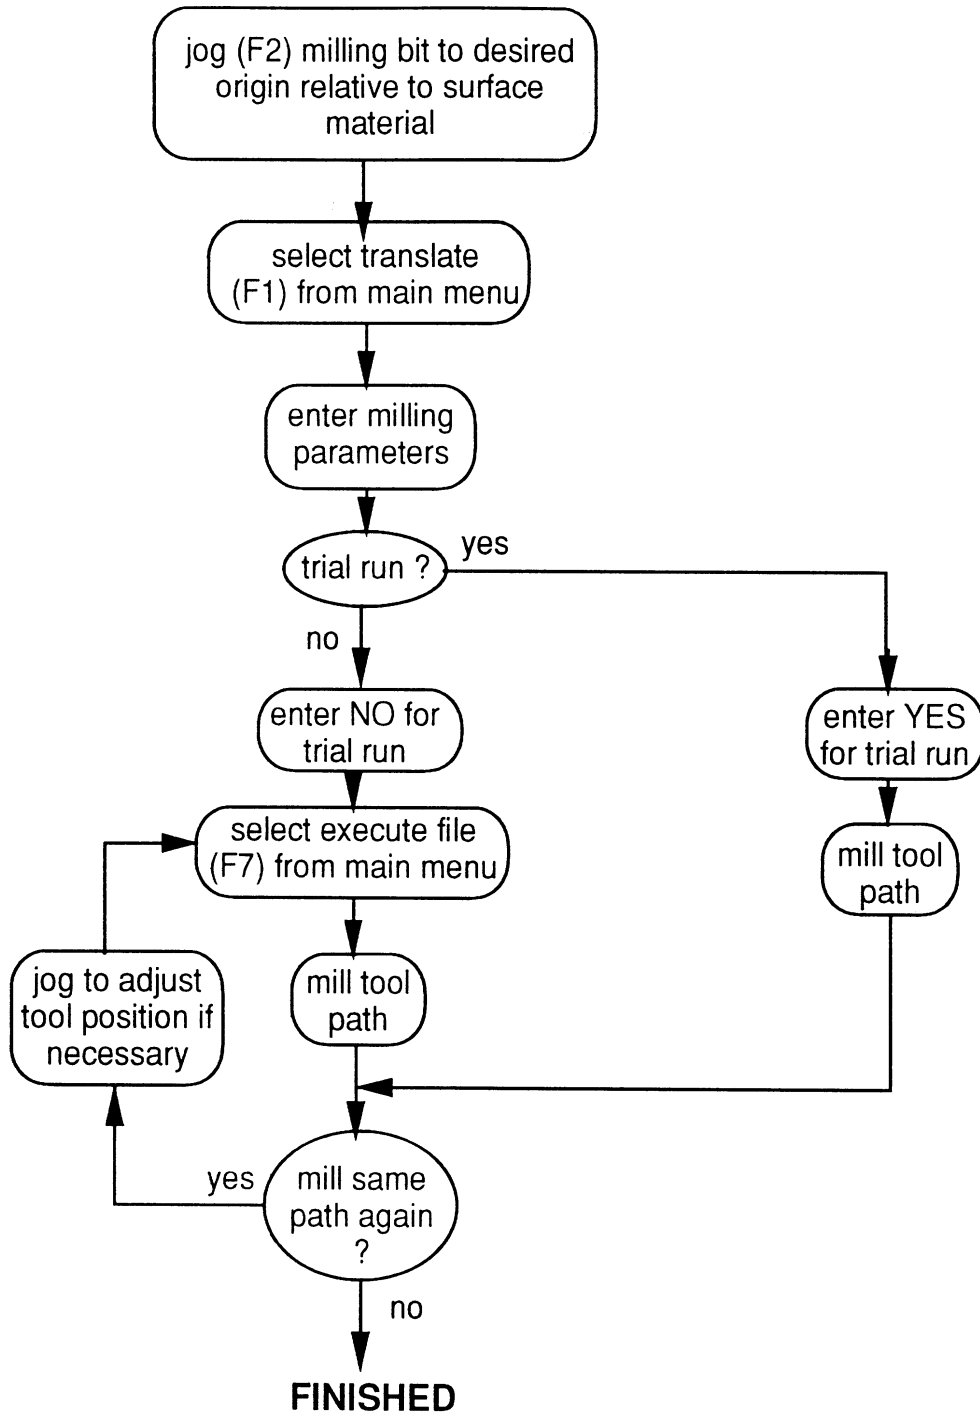 jog (F2) milling bit to desired
origin relative to surface
material
select translate
(F1) from main menu
enter milling
parameters
trial run ?
yes
no
enter NO for
trial run
enter YES
for trial run
select execute file
(F7) from main menu
mill tool
path
jog to adjust
tool position if
necessary
mill tool
path
yes
mill same
path again
?
no
FINISHED